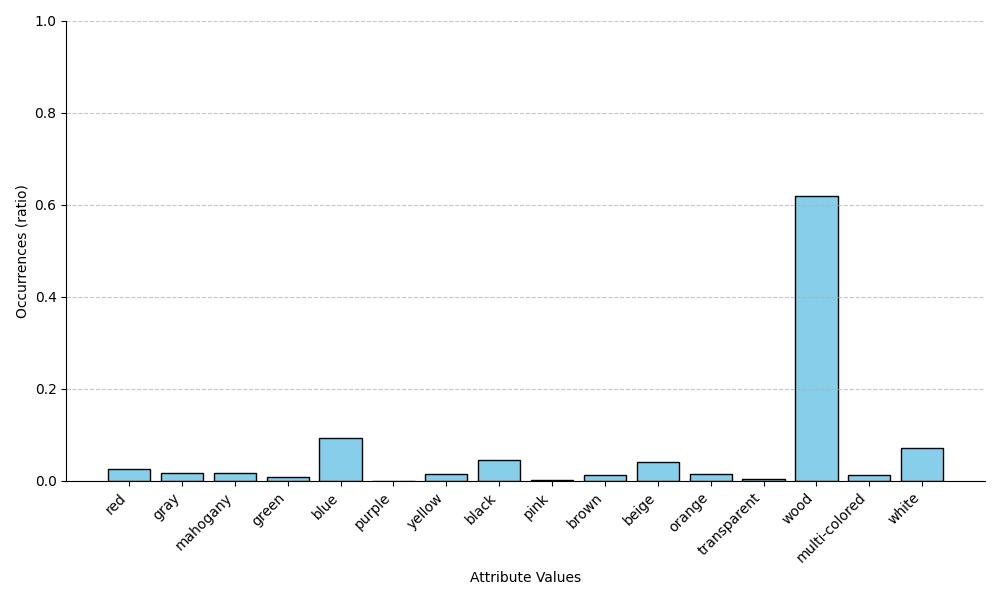 1.0
0.8
0.6
0.4
0.2
0.0
Occurrences (ratio)
red
gray
mahogany
green
blue
purple
yellow
black
pink
brown
beige
orange
transparent
wood
multi-colored
white
Attribute Values